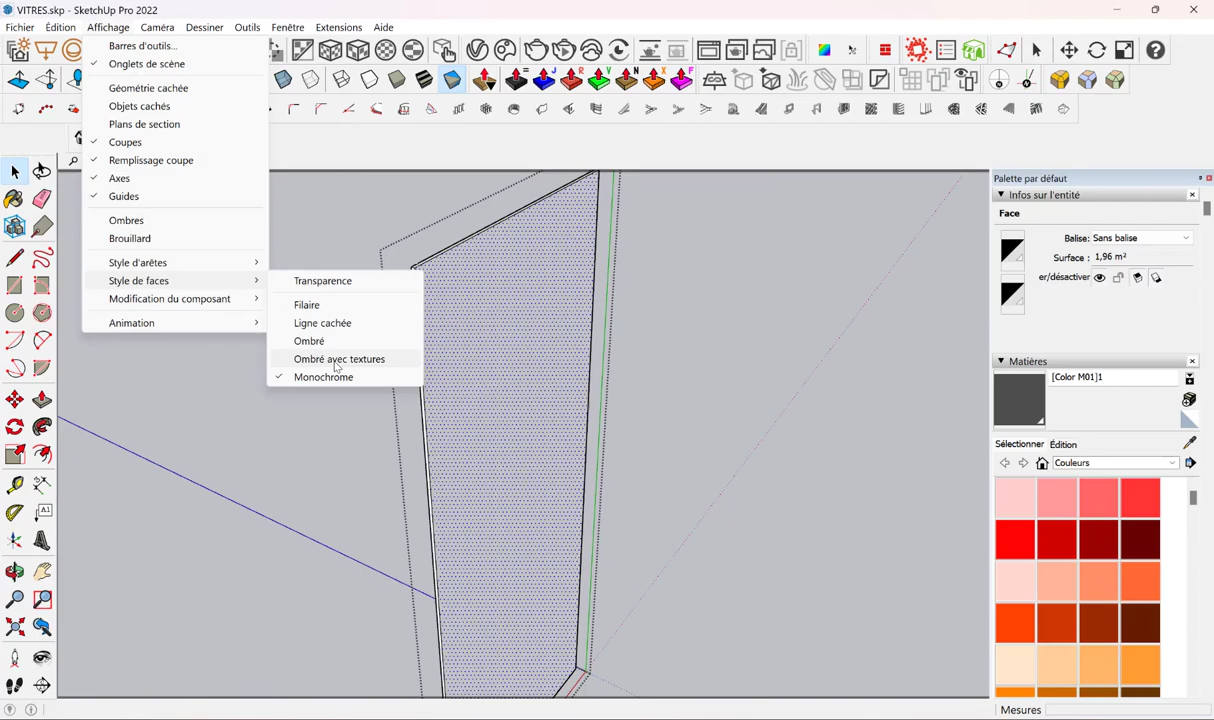 VITRES.skp - SketchUp Pro 2022
Fichier Édition Affichage Caméra Dessiner Outils Fenêtre Extensions Aide
Barres d'outils...
Onglets de scène
Géométrie cachée
Objets cachés
Plans de section
Coupes
Remplissage coupe
Axes
Guides
Ombres
Brouillard
Style d'arêtes
Style de faces
Modification du composant
Animation
Transparence
Filaire
Ligne cachée
Ombré
Ombré avec textures
Monochrome
Palette par défaut
Infos sur l'entité
Face
Balise: Sans balise
Surface : 1,96 m²
er/désactiver
Matières
[Color M01]1
Sélectionner Édition
Couleurs
Mesures